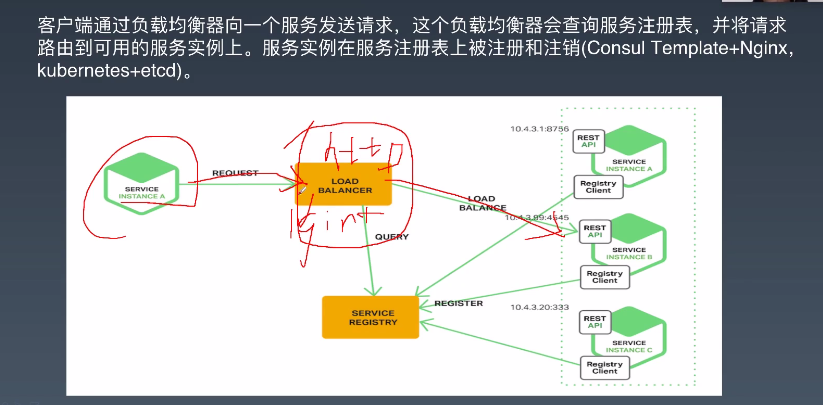 客户端通过负载均衡器向一个服务发送请求，这个负载均衡器会查询服务注册表，并将请求
路由到可用的服务实例上。服务实例在服务注册表上被注册和注销(Consul Template+Nginx，
kubernetes+etcd)。
10.4.3.1:8756
REST
API
SERVICE
INSTANCE A
Registry
Client
http
REQUEST
LOAD
BALANCER
SERVICE
INSTANCE A
LOAD
BALANCE
10.4.3.99:4545
REST
API
QUERY
SERVICE
INSTANCE B
Registry
Client
REGISTER
10.4.3.20:333
SERVICE
REGISTRY
REST
API
SERVICE
INSTANCE C
Registry
Client